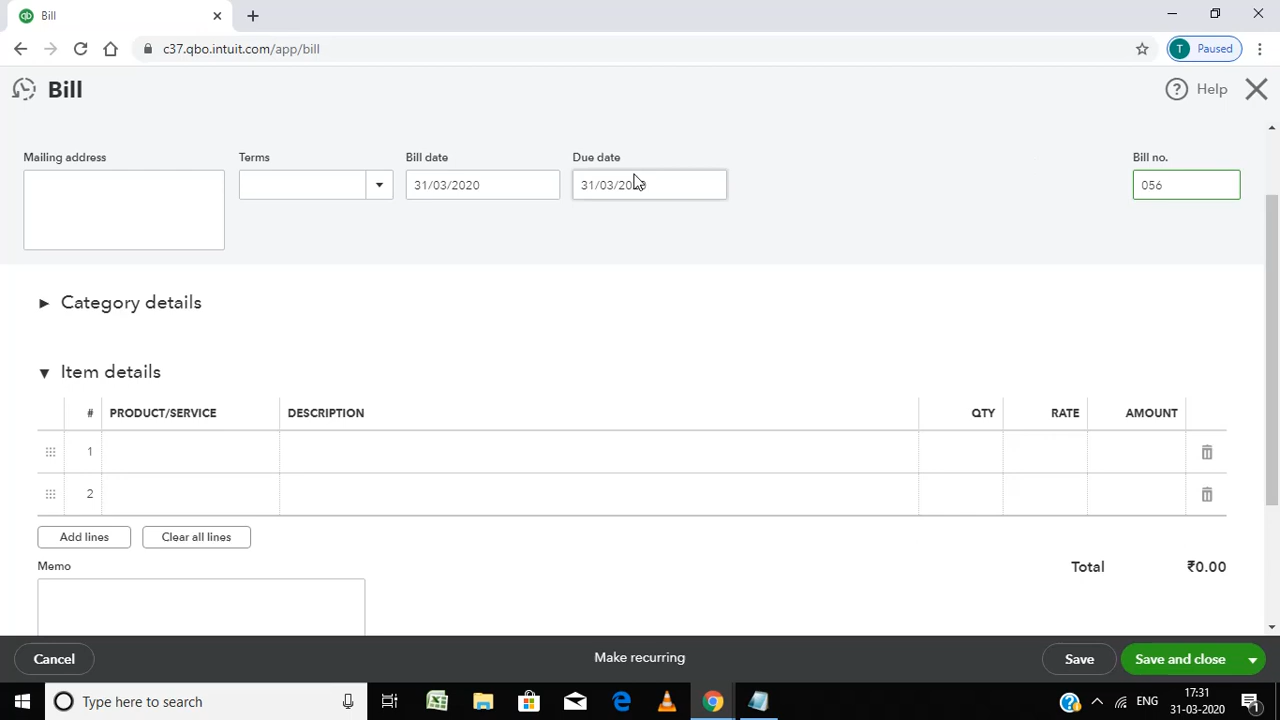 Bill
c37.qbo.intuit.com/app/bill
Paused
Bill
Help
Mailing address
Terms
Bill date
Due date
Bill no.
31/03/2020
31/03/2020
056
Category details
Item details
# PRODUCT/SERVICE DESCRIPTION QTY RATE AMOUNT
1
2
Add lines
Clear all lines
Memo
Total ₹0.00
Cancel
Make recurring
Save
Save and close
Type here to search
ENG
17:31
31-03-2020
1